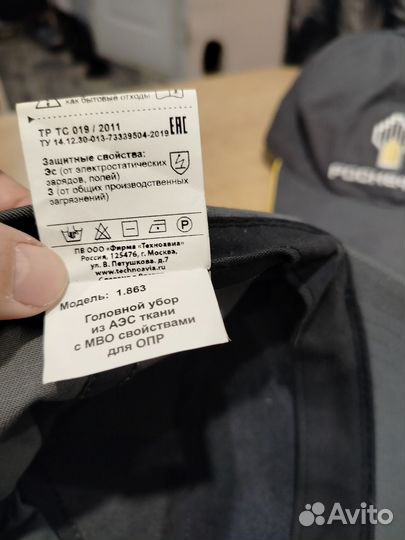 как бытовые отходы
ТР ТС 019 / 2011
ТУ 14.12.30-013-73339504-2019
EAC
Защитные свойства:
Эс (от электростатических
зарядов, полей)
З (от общих производственных
загрязнений)
P
ПВ ООО "Фирма "Техноавиа"
Россия, 125476, г. Москва,
ул. В. Петушкова, д.7
www.technoavia.ru
Модель: 1.863
Головной убор
из АЭС ткани
с МВО свойствами
для ОПР
Avito